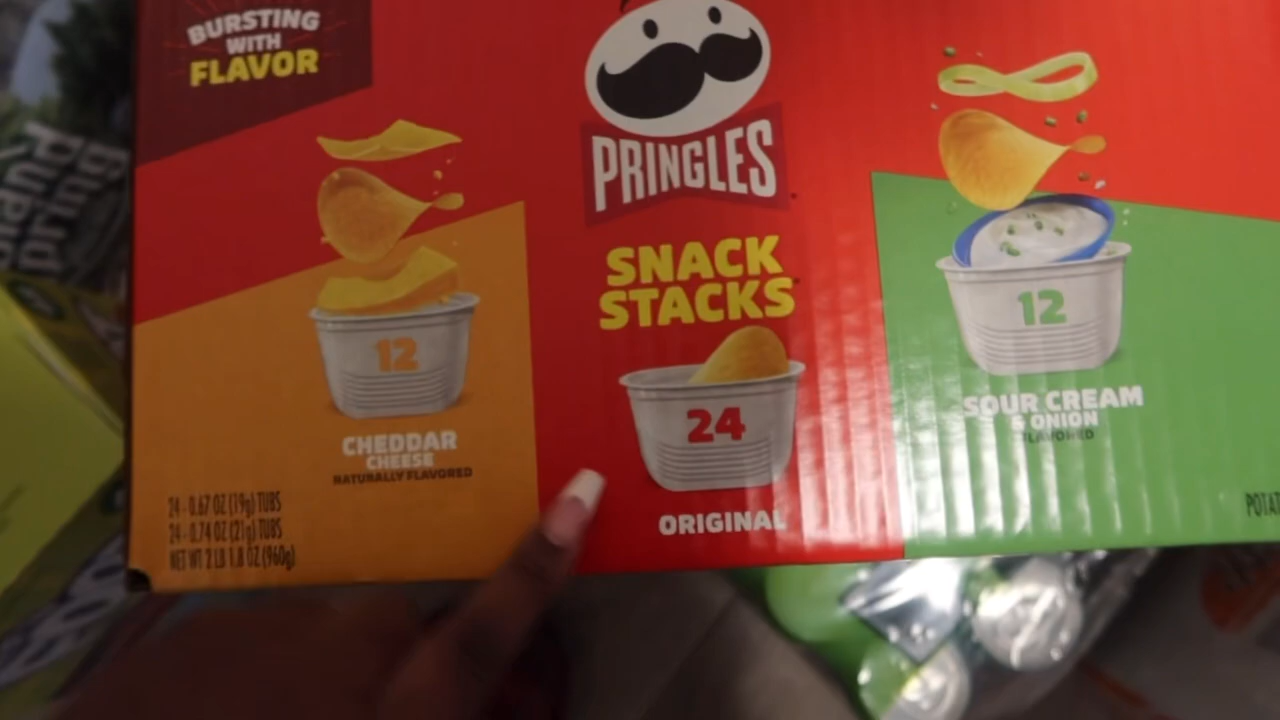 BURSTING
WITH
FLAVOR
PRINGLES
SNACK
STACKS
12
CHEDDAR
CHEESE
NATURALLY FLAVORED
24
ORIGINAL
12
SOUR CREAM
& ONION
FLAVORED
24 - 0.67 OZ (19g) TUBS
24 - 0.74 OZ (21g) TUBS
NET WT 2 LB 1.8 OZ (960g)